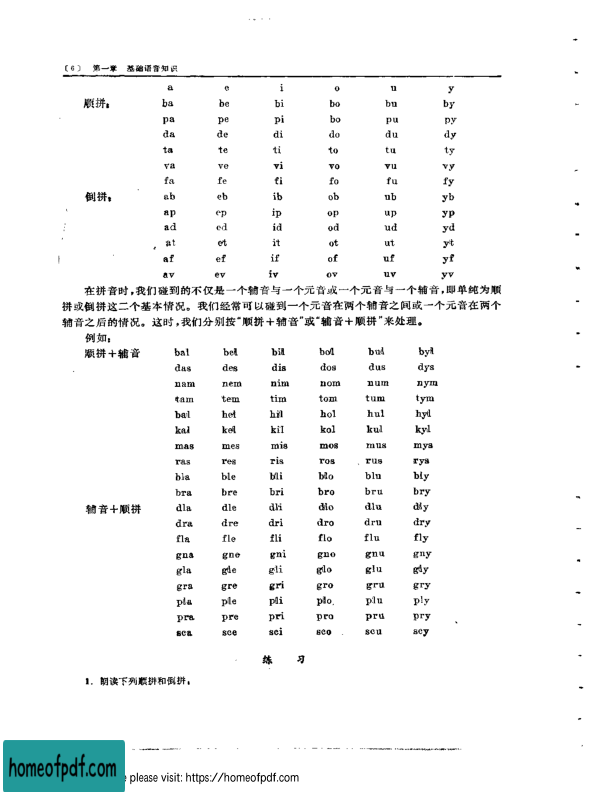 〔6〕 第一章 基础语音知识
a e i o u y
顺拼： ba be bi bo bu by
pa pe pi bo pu py
da de di do du dy
ta te ti to tu ty
va ve vi vo vu vy
fa fe fi fo fu fy
倒拼： ab eb ib ob ub yb
ap ep ip op up yp
ad ed id od ud yd
at et it ot ut yt
af ef if of uf yf
av ev iv ov uv yv
在拼音时，我们碰到的不仅是一个辅音与一个元音或一个元音与一个辅音，即单纯为顺
拼或倒拼这二个基本情况。我们经常可以碰到一个元音在两个辅音之间或一个元音在两个
辅音之后的情况。这时，我们分别按“顺拼＋辅音”或“辅音＋顺拼”来处理。
例如：
顺拼＋辅音 bal bel bil bol bul byl
das des dis dos dus dys
nam nem nim nom num nym
tam tem tim tom tum tym
bal hel hil hol hul hyl
kal kel kil kol kul kyl
mas mes mis mos mus mys
ras res ris ros rus rys
bla ble bli blo blu bly
bra bre bri bro bru bry
辅音＋顺拼 dla dle dli dlo dlu dly
dra dre dri dro dru dry
fla fle fli flo flu fly
gna gne gni gno gnu gny
gla gle gli glo glu gly
gra gre gri gro gru gry
pla ple pli plo plu ply
pra pre pri pro pru pry
sca sce sci sco scu scy
练 习
1. 朗读下列顺拼和倒拼：
homeofpdf.com
please visit: https://homeofpdf.com